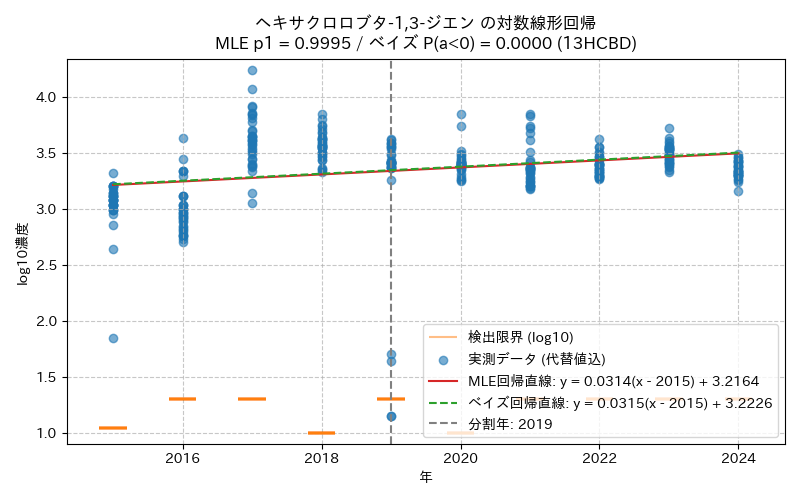 ヘキサクロロブタ-1,3-ジエン の対数線形回帰
MLE p1 = 0.9995 / ベイズ P(a<0) = 0.0000 (13HCBD)
log10濃度
4.0
3.5
3.0
2.5
2.0
1.5
1.0
検出限界 (log10)
実測データ (代替値込)
MLE回帰直線: y = 0.0314(x - 2015) + 3.2164
ベイズ回帰直線: y = 0.0315(x - 2015) + 3.2226
分割年: 2019
2016
2018
2020
2022
2024
年